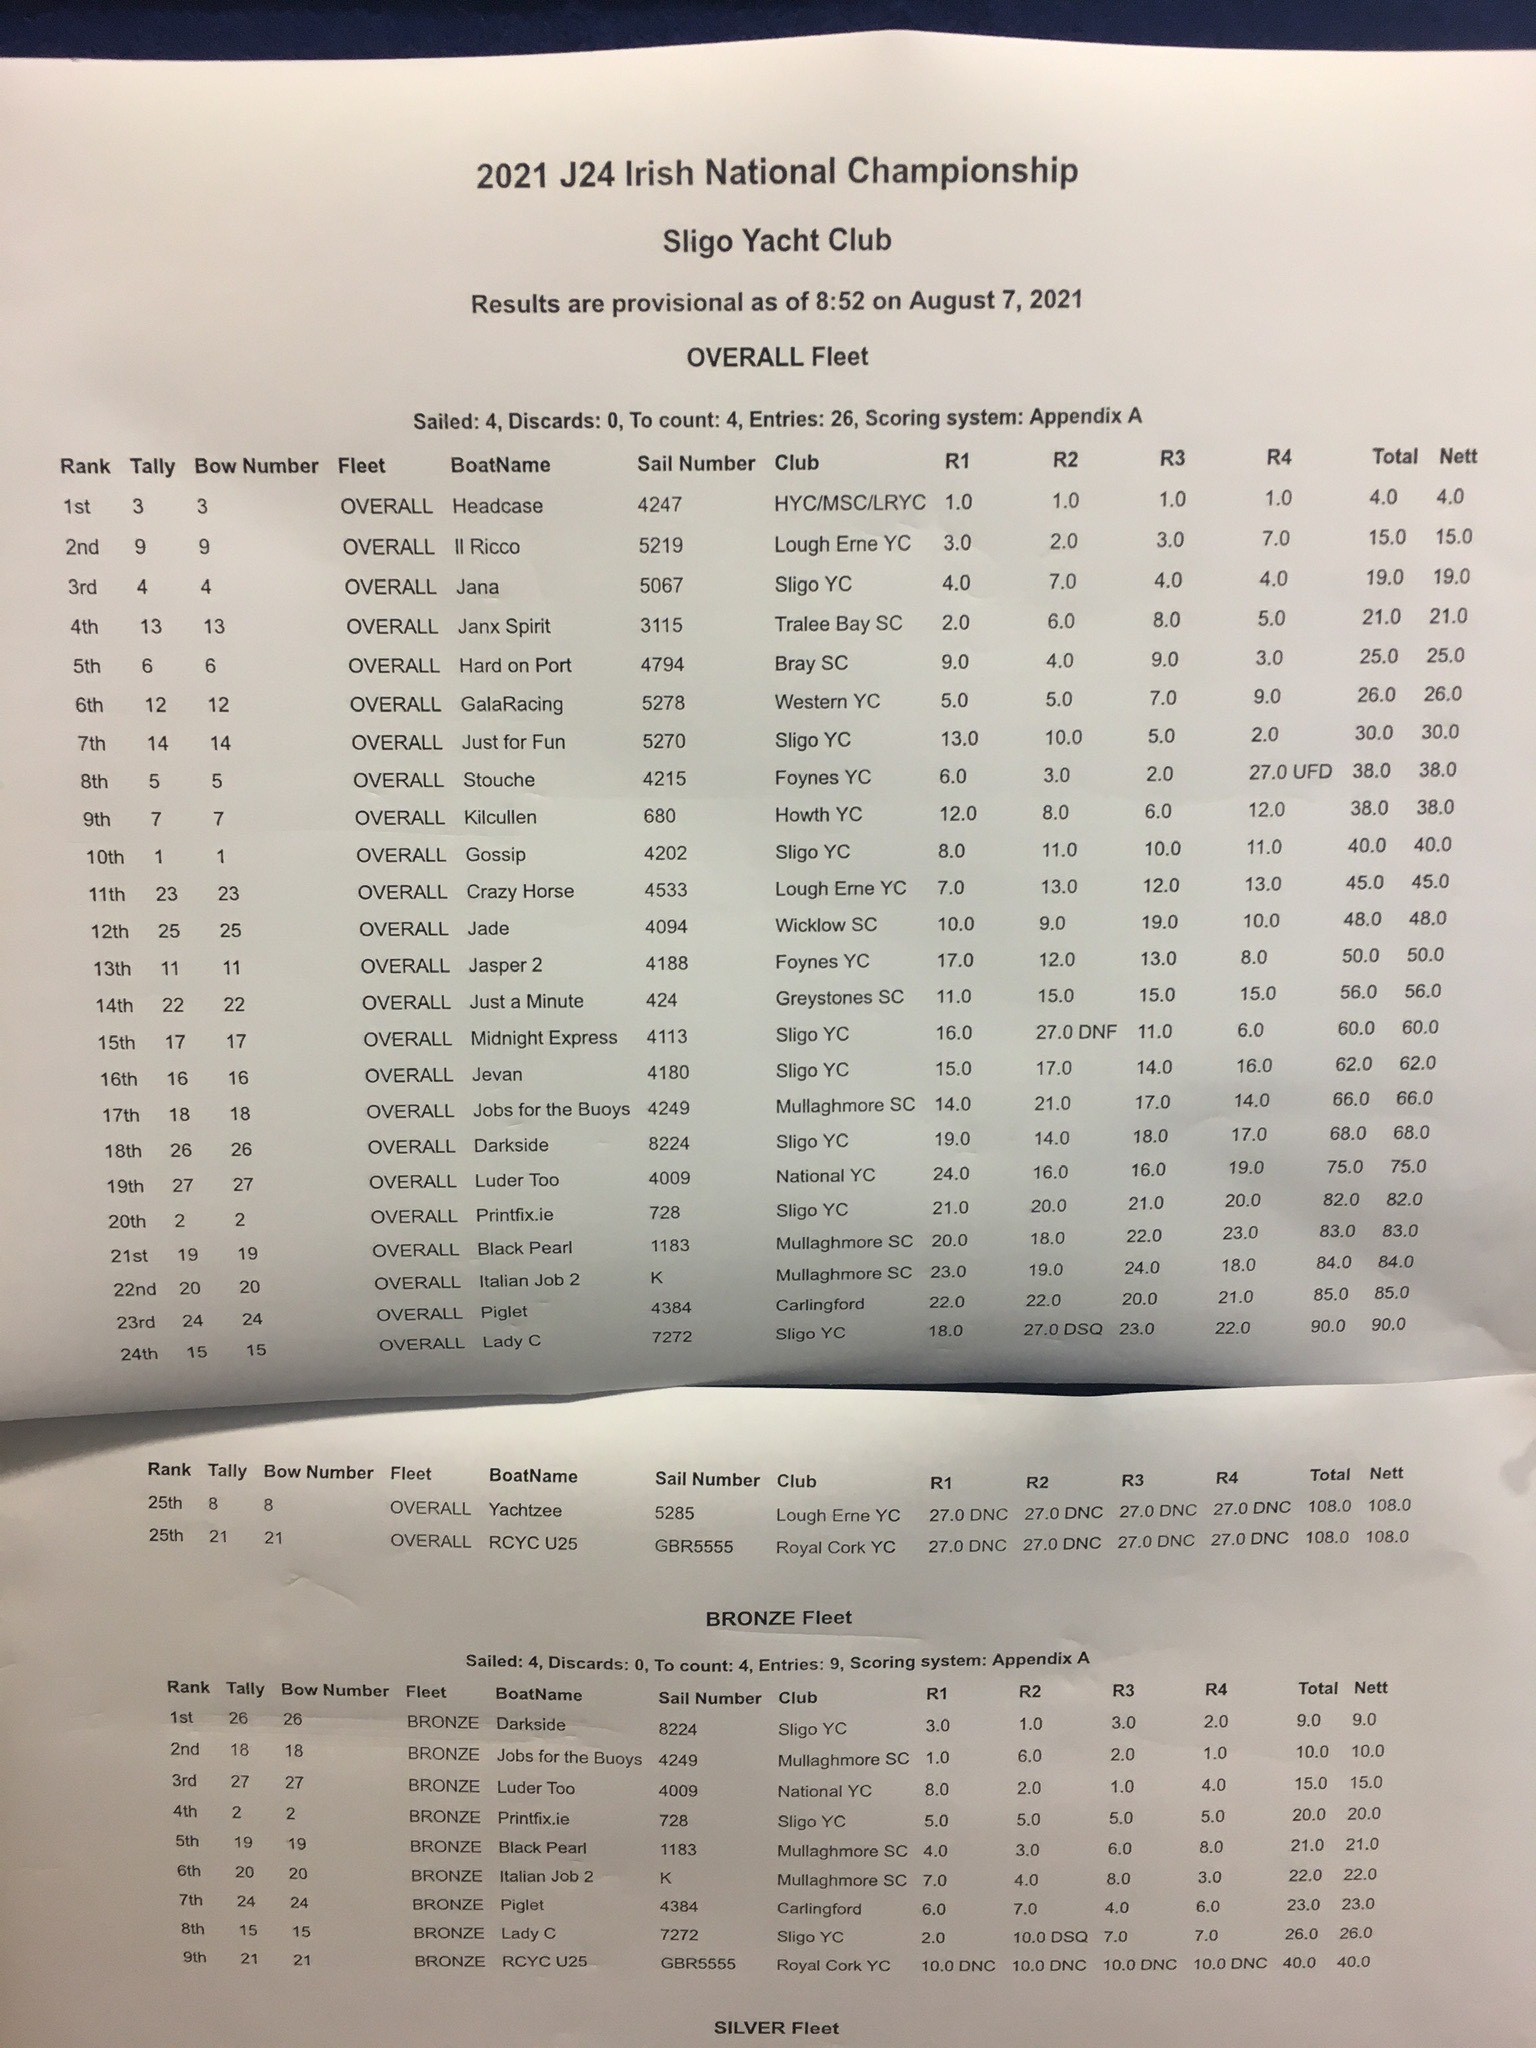 2021 J24 Irish National Championship
Sligo Yacht Club
Results are provisional as of 8:52 on August 7, 2021
OVERALL Fleet
Sailed: 4, Discards: 0, To count: 4, Entries: 26, Scoring system: Appendix A
Rank Tally Bow Number Fleet BoatName Sail Number Club R1 R2 R3 R4 Total Nett
1st 3 3 OVERALL Headcase 4247 HYC/MSC/LRYC 1.0 1.0 1.0 1.0 4.0 4.0
2nd 9 9 OVERALL Il Ricco 5219 Lough Erne YC 3.0 2.0 3.0 7.0 15.0 15.0
3rd 4 4 OVERALL Jana 5067 Sligo YC 4.0 7.0 4.0 4.0 19.0 19.0
4th 13 13 OVERALL Janx Spirit 3115 Tralee Bay SC 2.0 6.0 8.0 5.0 21.0 21.0
5th 6 6 OVERALL Hard on Port 4794 Bray SC 9.0 4.0 9.0 3.0 25.0 25.0
6th 12 12 OVERALL GalaRacing 5278 Western YC 5.0 5.0 7.0 9.0 26.0 26.0
7th 14 14 OVERALL Just for Fun 5270 Sligo YC 13.0 10.0 5.0 2.0 30.0 30.0
8th 5 5 OVERALL Stouche 4215 Foynes YC 6.0 3.0 2.0 27.0 UFD 38.0 38.0
9th 7 7 OVERALL Kilcullen 680 Howth YC 12.0 8.0 6.0 12.0 38.0 38.0
10th 1 1 OVERALL Gossip 4202 Sligo YC 8.0 11.0 10.0 11.0 40.0 40.0
11th 23 23 OVERALL Crazy Horse 4533 Lough Erne YC 7.0 13.0 12.0 13.0 45.0 45.0
12th 25 25 OVERALL Jade 4094 Wicklow SC 10.0 9.0 19.0 10.0 48.0 48.0
13th 11 11 OVERALL Jasper 2 4188 Foynes YC 17.0 12.0 13.0 8.0 50.0 50.0
14th 22 22 OVERALL Just a Minute 424 Greystones SC 11.0 15.0 15.0 15.0 56.0 56.0
15th 17 17 OVERALL Midnight Express 4113 Sligo YC 16.0 27.0 DNF 11.0 6.0 60.0 60.0
16th 16 16 OVERALL Jevan 4180 Sligo YC 15.0 17.0 14.0 16.0 62.0 62.0
17th 18 18 OVERALL Jobs for the Buoys 4249 Mullaghmore SC 14.0 21.0 17.0 14.0 66.0 66.0
18th 26 26 OVERALL Darkside 8224 Sligo YC 19.0 14.0 18.0 17.0 68.0 68.0
19th 27 27 OVERALL Luder Too 4009 National YC 24.0 16.0 16.0 19.0 75.0 75.0
20th 2 2 OVERALL Printfix.ie 728 Sligo YC 21.0 20.0 21.0 20.0 82.0 82.0
21st 19 19 OVERALL Black Pearl 1183 Mullaghmore SC 20.0 18.0 22.0 23.0 83.0 83.0
22nd 20 20 OVERALL Italian Job 2 K Mullaghmore SC 23.0 19.0 24.0 18.0 84.0 84.0
23rd 24 24 OVERALL Piglet 4384 Carlingford 22.0 22.0 20.0 21.0 85.0 85.0
24th 15 15 OVERALL Lady C 7272 Sligo YC 18.0 27.0 DSQ 23.0 22.0 90.0 90.0
Rank Tally Bow Number Fleet BoatName Sail Number Club R1 R2 R3 R4 Total Nett
25th 8 8 OVERALL Yachtzee 5285 Lough Erne YC 27.0 DNC 27.0 DNC 27.0 DNC 27.0 DNC 108.0 108.0
25th 21 21 OVERALL RCYC U25 GBR5555 Royal Cork YC 27.0 DNC 27.0 DNC 27.0 DNC 27.0 DNC 108.0 108.0
BRONZE Fleet
Sailed: 4, Discards: 0, To count: 4, Entries: 9, Scoring system: Appendix A
Rank Tally Bow Number Fleet BoatName Sail Number Club R1 R2 R3 R4 Total Nett
1st 26 26 BRONZE Darkside 8224 Sligo YC 3.0 1.0 3.0 2.0 9.0 9.0
2nd 18 18 BRONZE Jobs for the Buoys 4249 Mullaghmore SC 1.0 6.0 2.0 1.0 10.0 10.0
3rd 27 27 BRONZE Luder Too 4009 National YC 8.0 2.0 1.0 4.0 15.0 15.0
4th 2 2 BRONZE Printfix.ie 728 Sligo YC 5.0 5.0 5.0 5.0 20.0 20.0
5th 19 19 BRONZE Black Pearl 1183 Mullaghmore SC 4.0 3.0 6.0 8.0 21.0 21.0
6th 20 20 BRONZE Italian Job 2 K Mullaghmore SC 7.0 4.0 8.0 3.0 22.0 22.0
7th 24 24 BRONZE Piglet 4384 Carlingford 6.0 7.0 4.0 6.0 23.0 23.0
8th 15 15 BRONZE Lady C 7272 Sligo YC 2.0 10.0 DSQ 7.0 7.0 26.0 26.0
9th 21 21 BRONZE RCYC U25 GBR5555 Royal Cork YC 10.0 DNC 10.0 DNC 10.0 DNC 10.0 DNC 40.0 40.0
SILVER Fleet